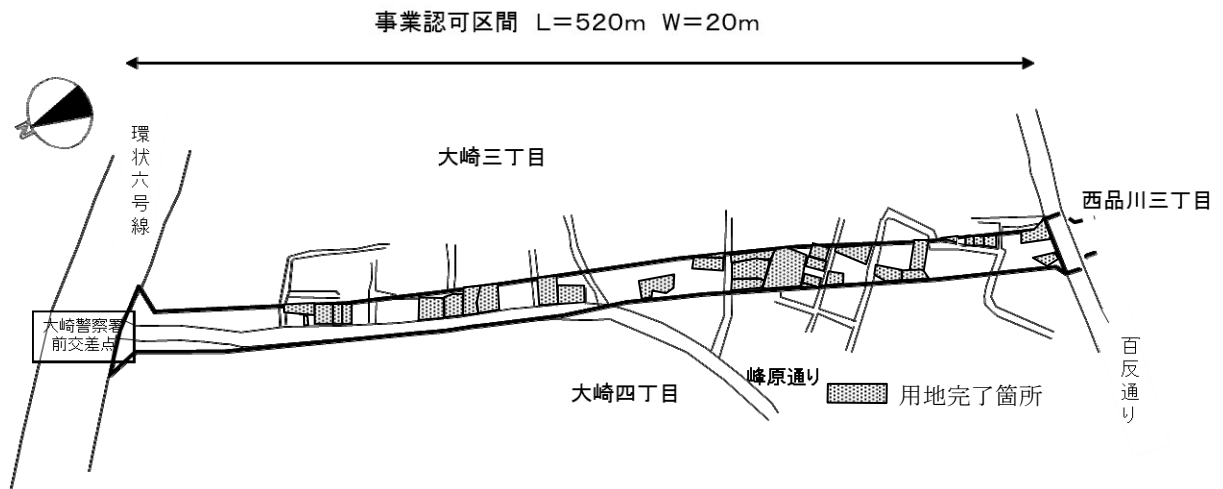 事業認可区間 L=520m W=20m
N
環状六号線
大崎三丁目
西品川三丁目
大崎警察署
前交差点
大崎四丁目
峰原通り
用地完了箇所
百反通り